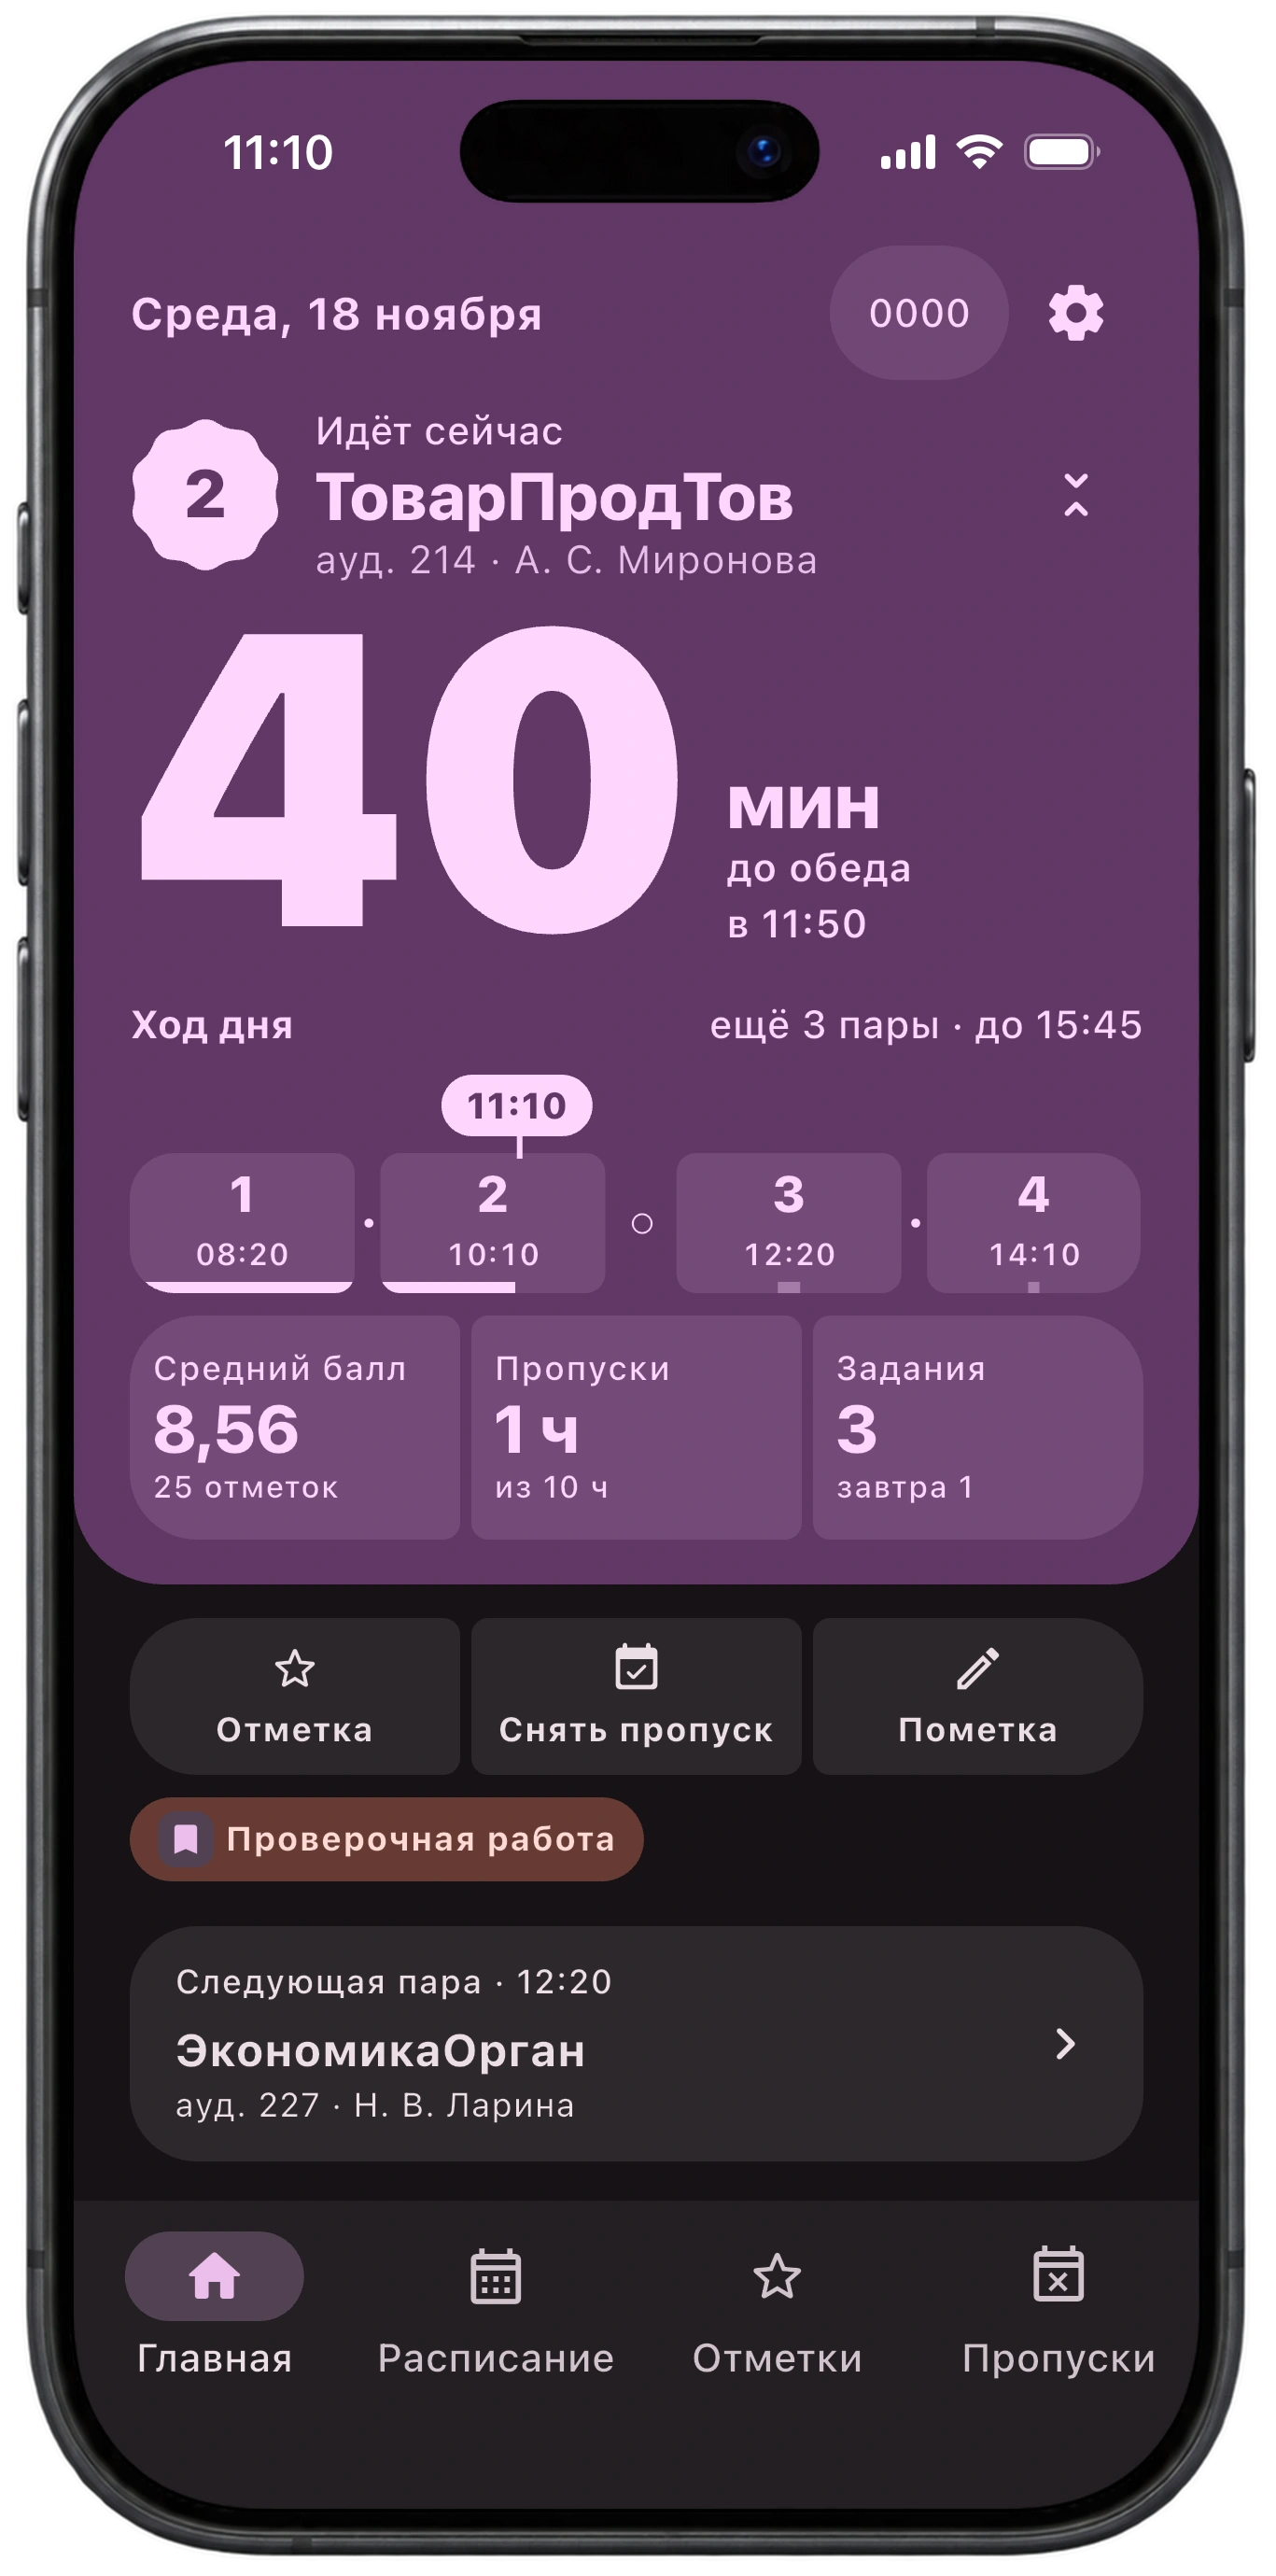 11:10
Среда, 18 ноября
0000
2
Идёт сейчас
ТоварПродТов
ауд. 214 · А. С. Миронова
40
мин
до обеда
в 11:50
Ход дня
ещё 3 пары · до 15:45
11:10
1
08:20
2
10:10
3
12:20
4
14:10
Средний балл
8,56
25 отметок
Пропуски
1 ч
из 10 ч
Задания
3
завтра 1
Отметка
Снять пропуск
Пометка
Проверочная работа
Следующая пара · 12:20
ЭкономикаОрган
ауд. 227 · Н. В. Ларина
Главная
Расписание
Отметки
Пропуски